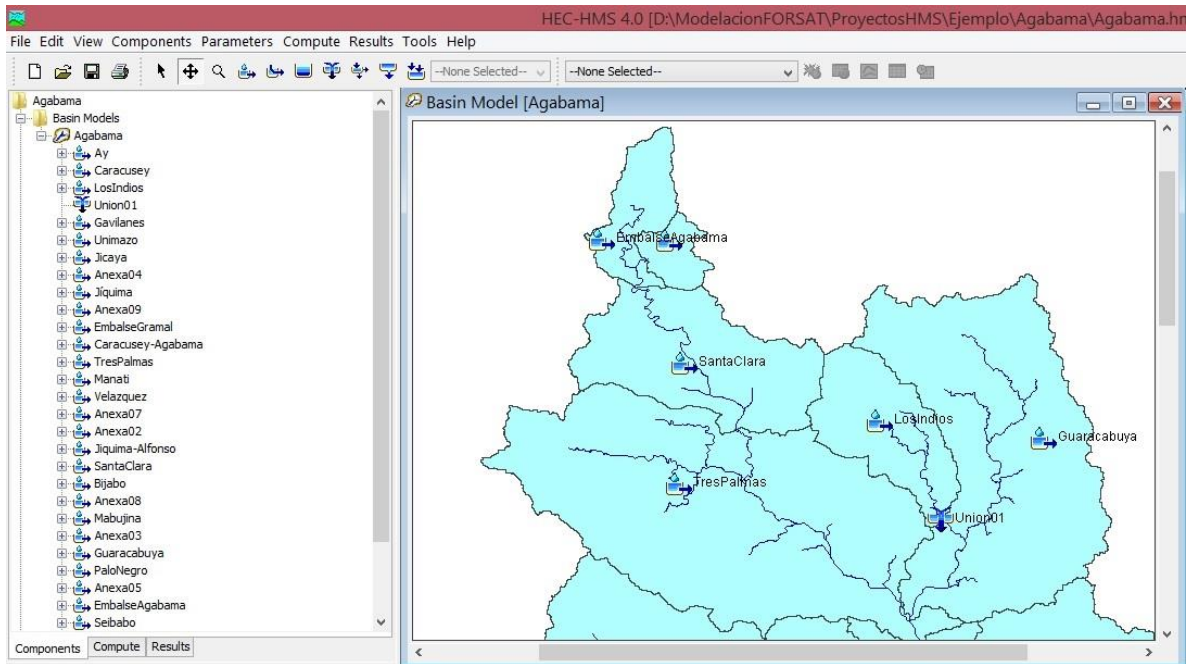 HEC-HMS 4.0 [D:\ModelacionFORSAT\ProyectosHMS\Ejemplo\Agabama\Agabama.hm
File Edit View Components Parameters Compute Results Tools Help
--None Selected-- --None Selected--
Agabama
Basin Models
Agabama
Ay
Caracusey
LosIndios
Union01
Gavilanes
Unimazo
Jicaya
Anexa04
Jíquima
Anexa09
EmbalseGramal
Caracusey-Agabama
TresPalmas
Manati
Velazquez
Anexa07
Anexa02
Jiquima-Alfonso
SantaClara
Bijabo
Anexa08
Mabujina
Anexa03
Guaracabuya
PaloNegro
Anexa05
EmbalseAgabama
Seibabo
Components Compute Results
Basin Model [Agabama]
EmbalseAgabama
SantaClara
LosIndios
Guaracabuya
TresPalmas
Union01